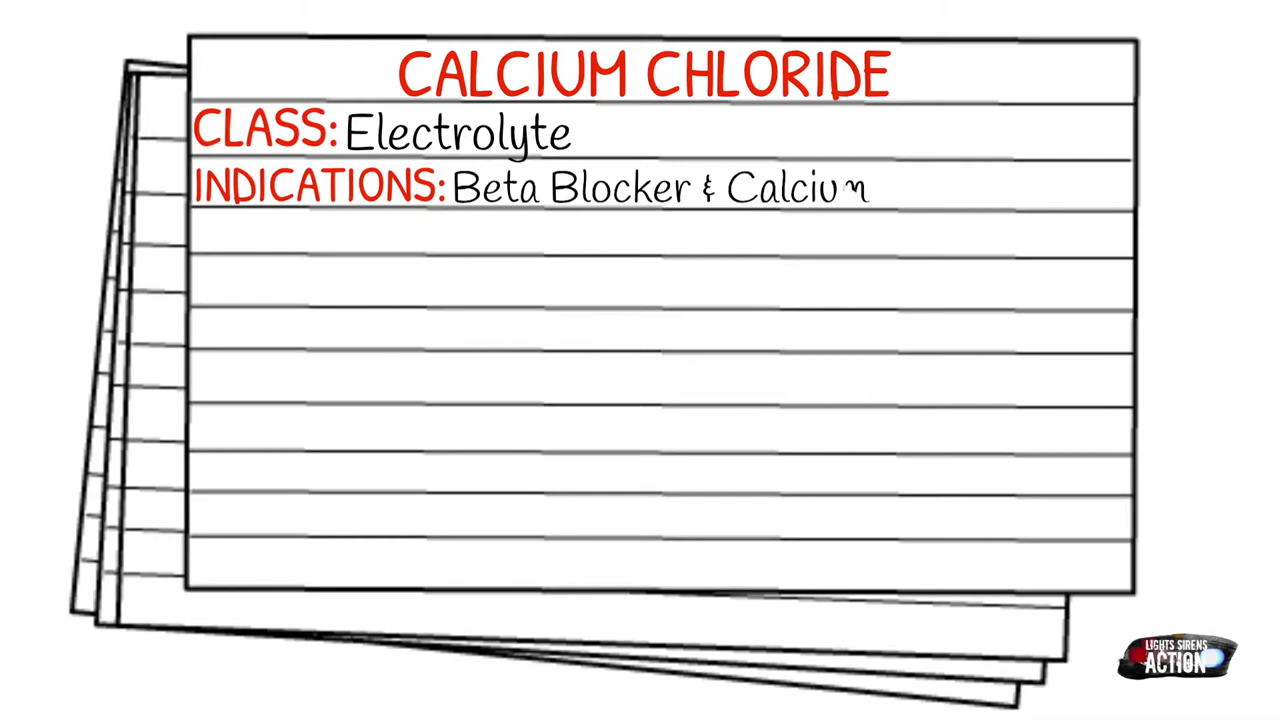 CALCIUM CHLORIDE
CLASS: Electrolyte
INDICATIONS: Beta Blocker & Calcium
LIGHTS SIRENS
ACTION